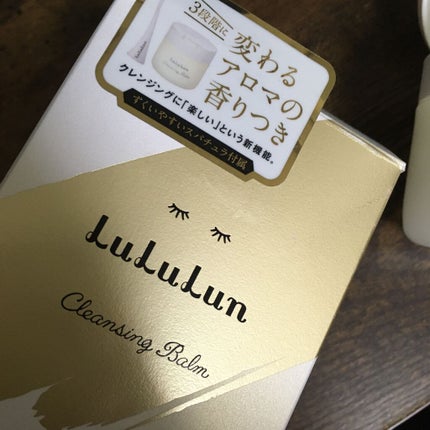 3段階に
変わる
アロマの
香りつき
クレンジングに「楽しい」という新機能。
すくいやすいスパチュラ付属
LuLuLun
Cleansing Balm